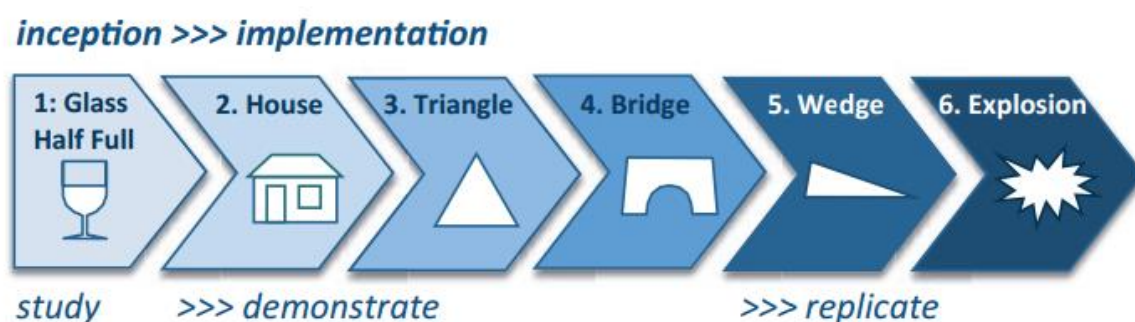 inception >>> implementation
1: Glass
Half Full
2. House
3. Triangle
4. Bridge
5. Wedge
6. Explosion
study >>> demonstrate >>> replicate